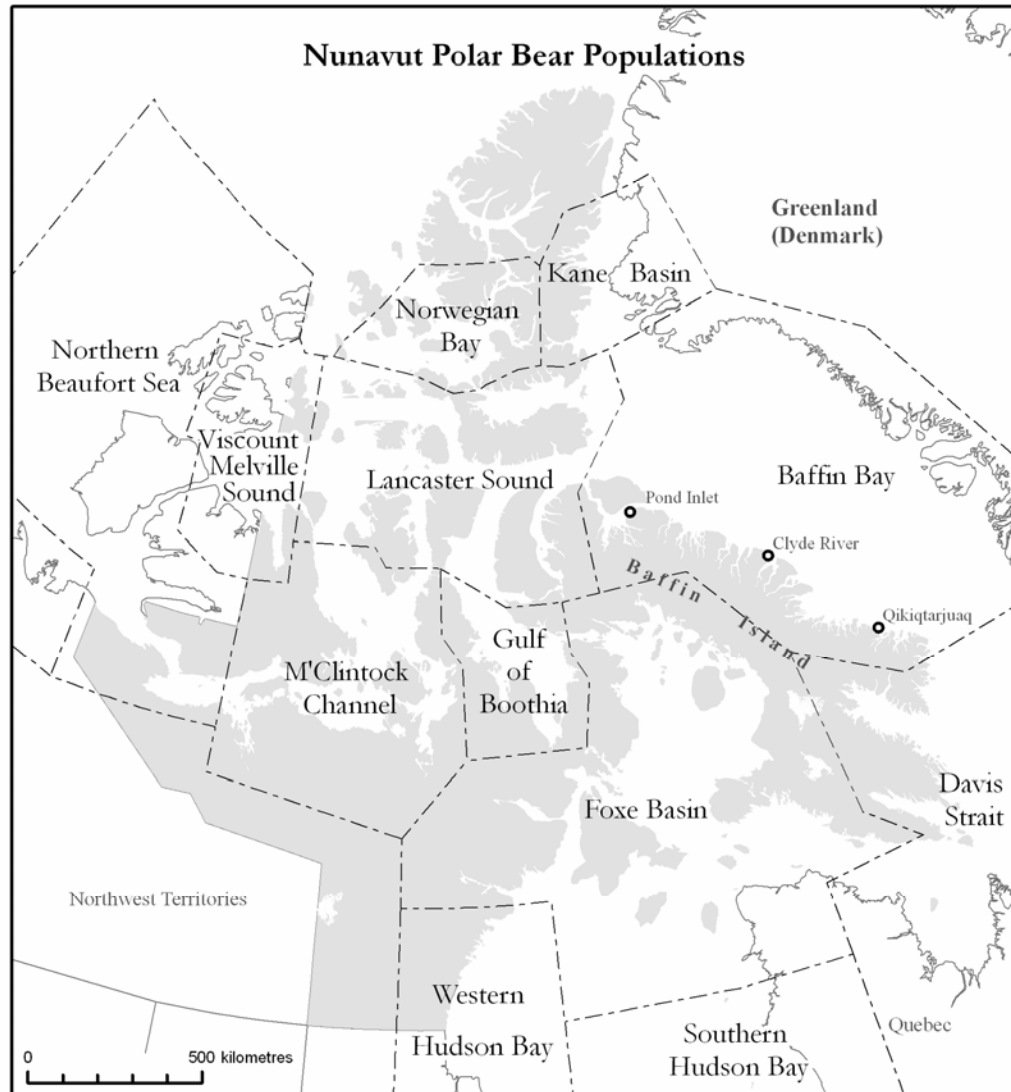 Nunavut Polar Bear Populations
Greenland
(Denmark)
Kane Basin
Norwegian
Bay
Northern
Beaufort Sea
Viscount
Melville
Sound
Lancaster Sound
Baffin Bay
Pond Inlet
Clyde River
Baffin Island
Qikiqtarjuaq
Gulf
of
Boothia
M'Clintock
Channel
Davis
Strait
Foxe Basin
Northwest Territories
Western
Hudson Bay
Southern
Hudson Bay
Quebec
0 500 kilometres